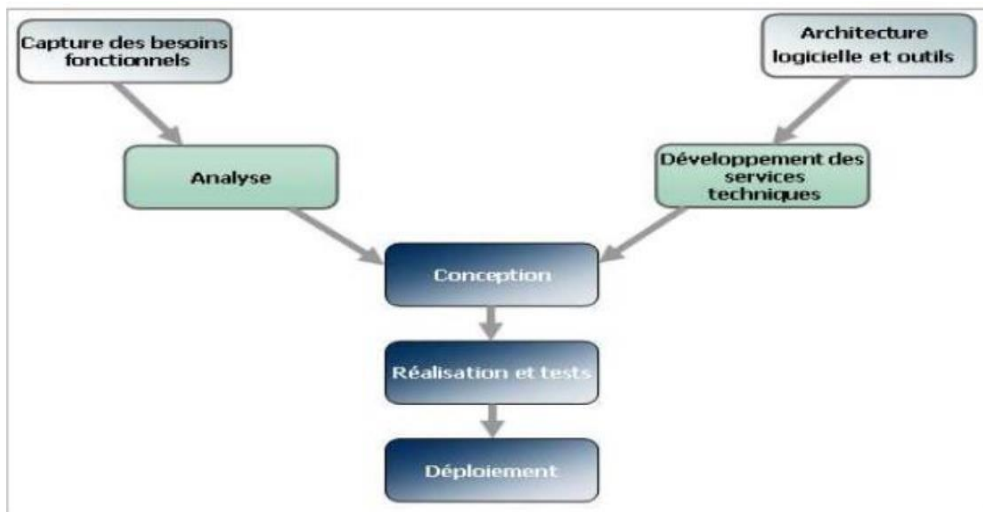 Capture des besoins
fonctionnels
Architecture
logicielle et outils
Analyse
Développement des
services
techniques
Conception
Réalisation et tests
Déploiement